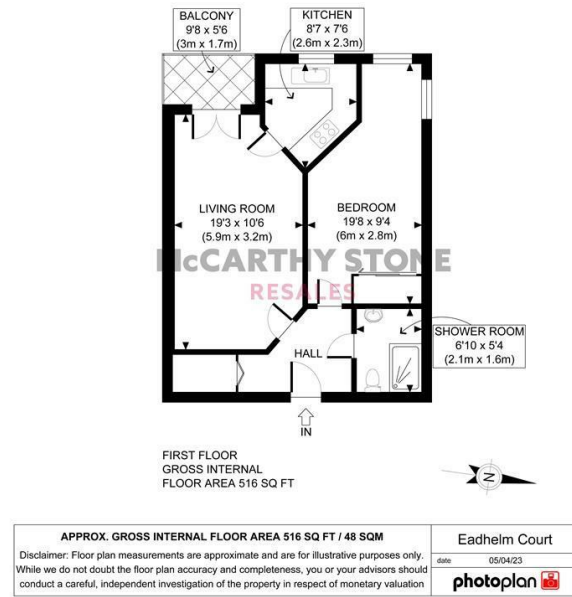 BALCONY
9'8 x 5'6
(3m x 1.7m)
KITCHEN
8'7 x 7'6
(2.6m x 2.3m)
LIVING ROOM
19'3 x 10'6
(5.9m x 3.2m)
BEDROOM
19'8 x 9'4
(6m x 2.8m)
McCARTHY STONE
RESALES
SHOWER ROOM
6'10 x 5'4
(2.1m x 1.6m)
HALL
IN
FIRST FLOOR
GROSS INTERNAL
FLOOR AREA 516 SQ FT
N
APPROX. GROSS INTERNAL FLOOR AREA 516 SQ FT / 48 SQM
Disclaimer: Floor plan measurements are approximate and are for illustrative purposes only.
While we do not doubt the floor plan accuracy and completeness, you or your advisors should
conduct a careful, independent investigation of the property in respect of monetary valuation
Eadhelm Court
date 05/04/23
photoplan